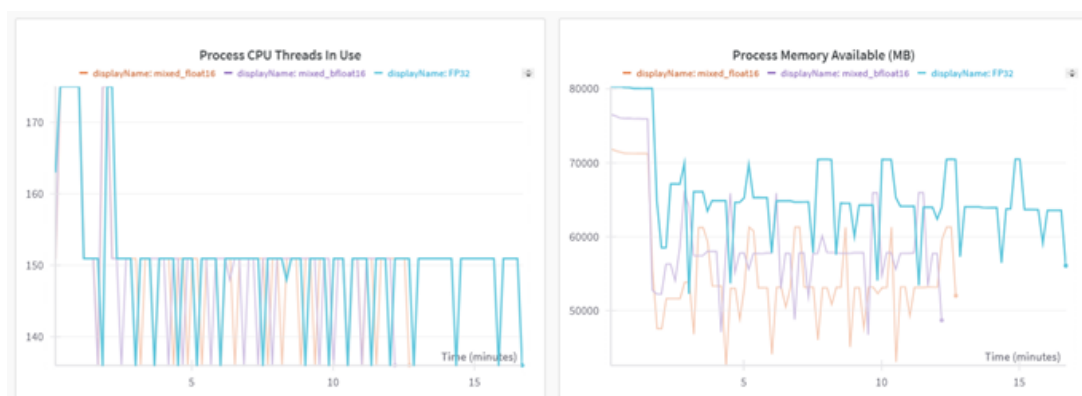 Process CPU Threads In Use
displayName: mixed_float16 displayName: mixed_bfloat16 displayName: FP32
170
160
150
140
Time (minutes)
5 10 15
Process Memory Available (MB)
displayName: mixed_float16 displayName: mixed_bfloat16 displayName: FP32
80000
70000
60000
50000
Time (minutes)
5 10 15